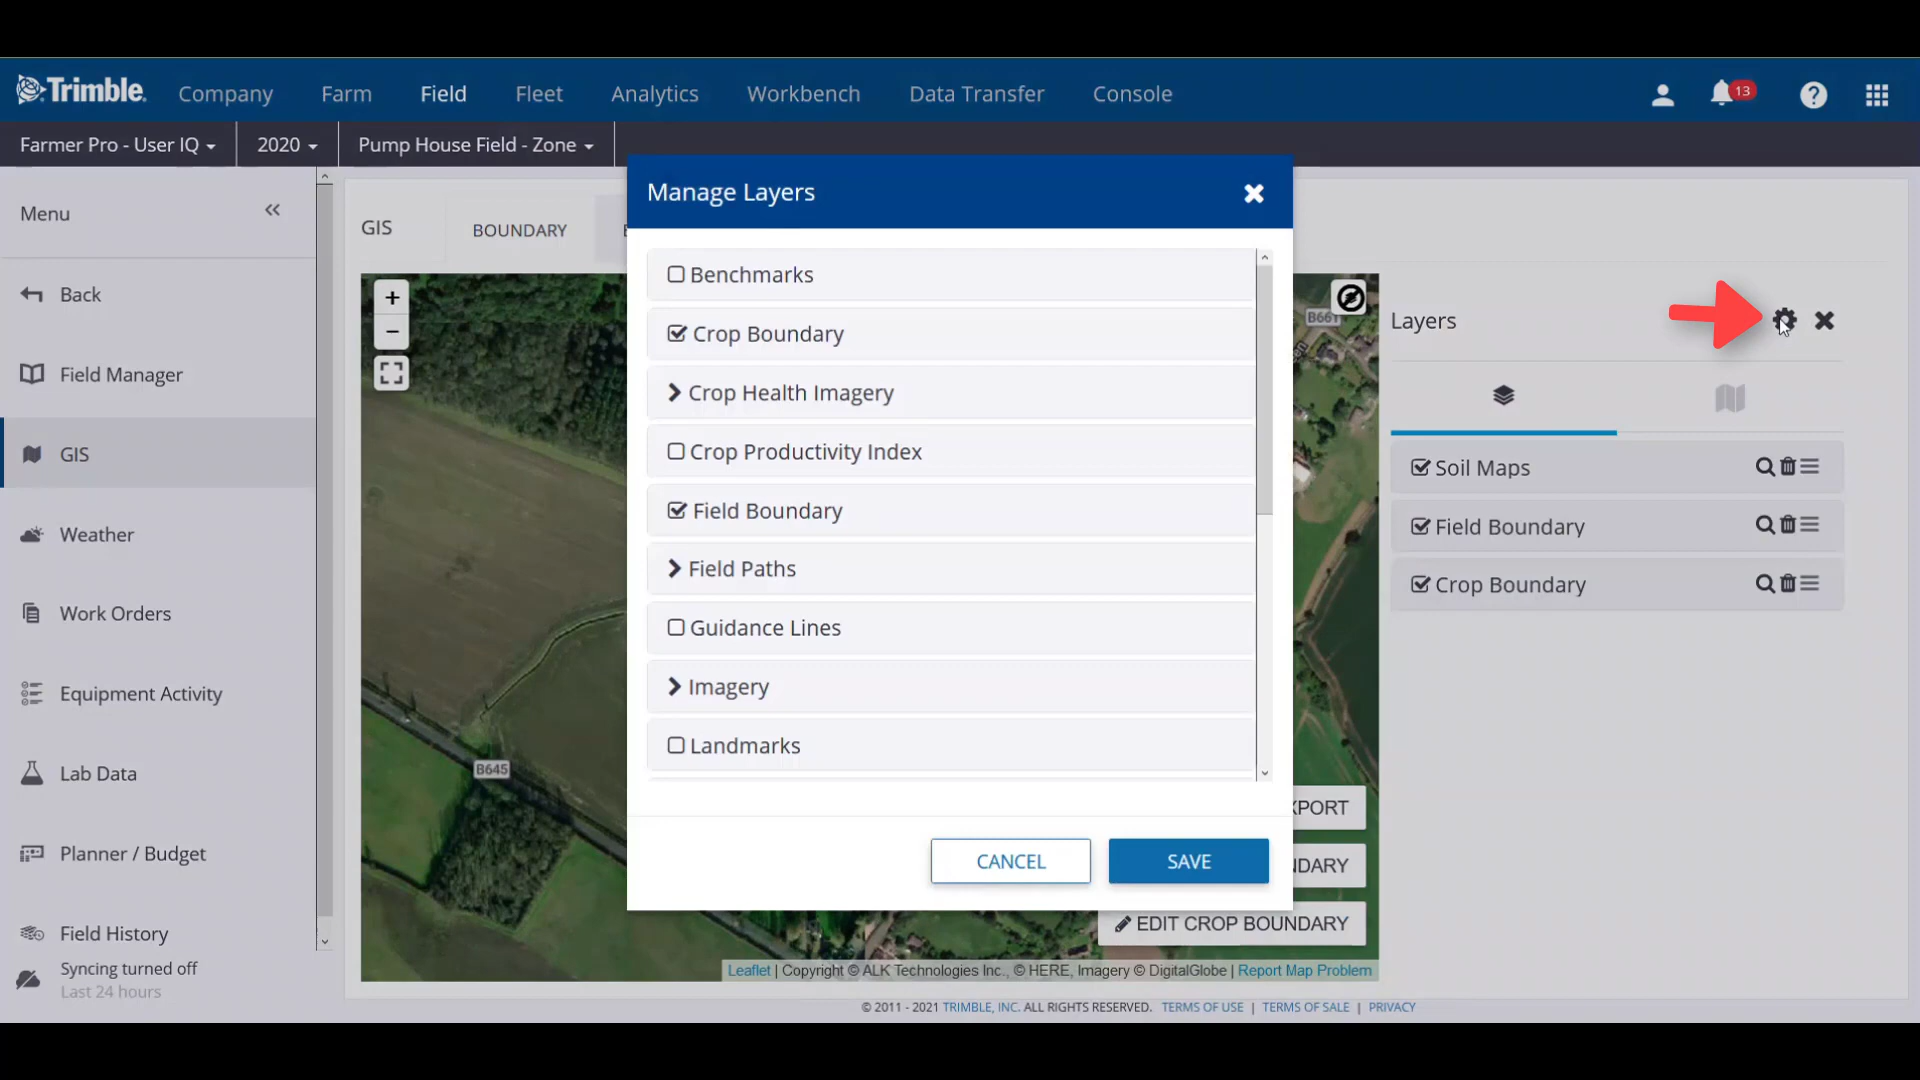 Trimble.
Company Farm Field Fleet Analytics Workbench Data Transfer Console
13
Farmer Pro - User IQ 2020 Pump House Field - Zone
Menu
Back
Field Manager
GIS
Weather
Work Orders
Equipment Activity
Lab Data
Planner / Budget
Field History
Syncing turned off
Last 24 hours
GIS BOUNDARY
B661
B645
Manage Layers
Benchmarks
Crop Boundary
Crop Health Imagery
Crop Productivity Index
Field Boundary
Field Paths
Guidance Lines
Imagery
Landmarks
CANCEL SAVE
XPORT
NDARY
EDIT CROP BOUNDARY
Leaflet | Copyright © ALK Technologies Inc., © HERE, Imagery © DigitalGlobe | Report Map Problem
Layers
Soil Maps
Field Boundary
Crop Boundary
© 2011 - 2021 TRIMBLE, INC. ALL RIGHTS RESERVED. TERMS OF USE | TERMS OF SALE | PRIVACY